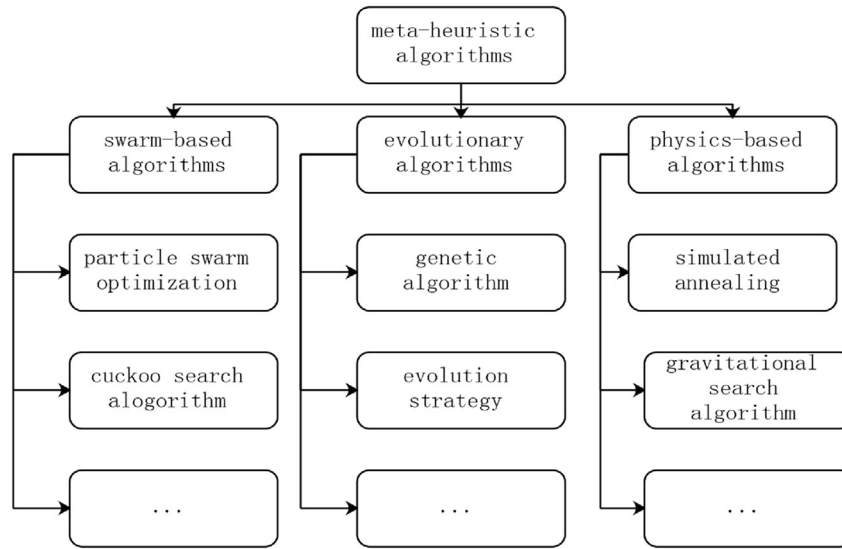 meta-heuristic
algorithms
swarm-based
algorithms
evolutionary
algorithms
physics-based
algorithms
particle swarm
optimization
genetic
algorithm
simulated
annealing
cuckoo search
alogorithm
evolution
strategy
gravitational
search
algorithm
...
...
...